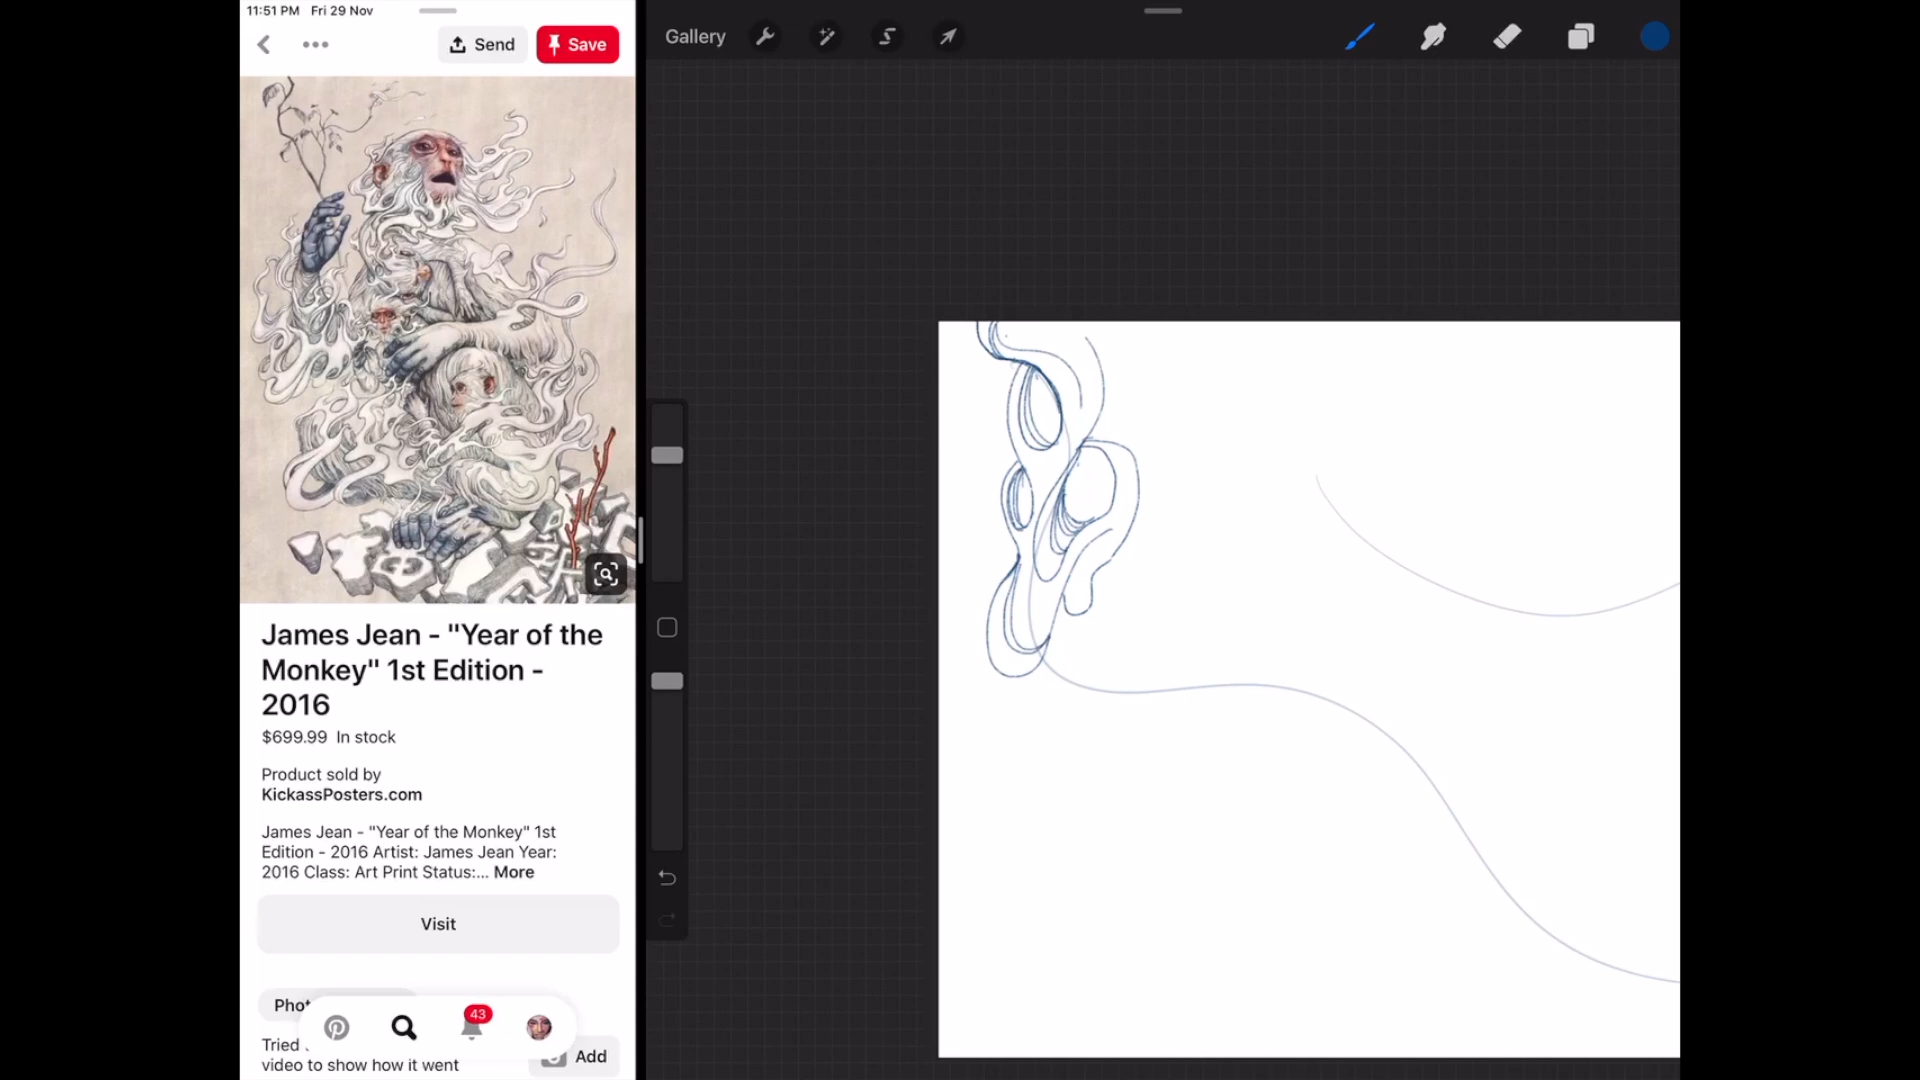 11:51 PM Fri 29 Nov
Send
Save
Gallery
James Jean - "Year of the
Monkey" 1st Edition -
2016
$699.99 In stock
Product sold by
KickassPosters.com
James Jean - "Year of the Monkey" 1st
Edition - 2016 Artist: James Jean Year:
2016 Class: Art Print Status:... More
Visit
43
Tried
video to show how it went
Add